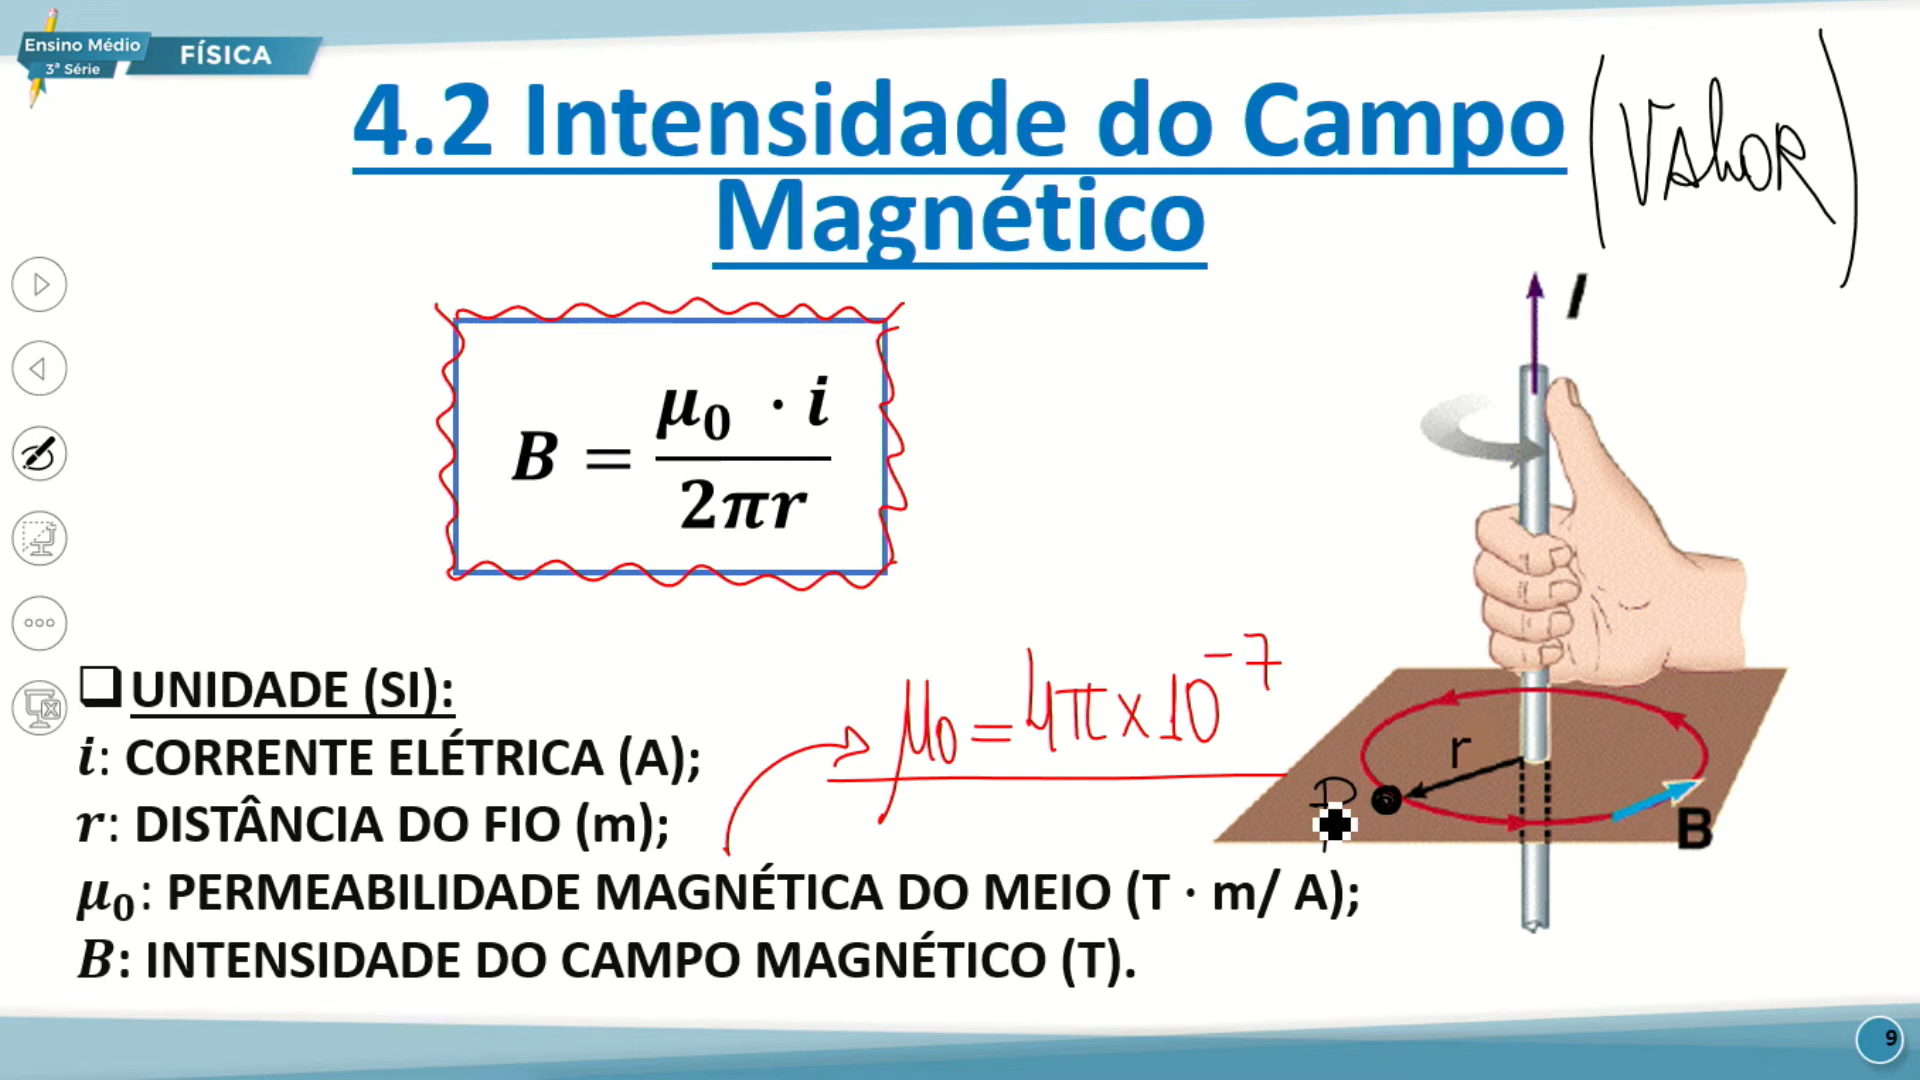 Ensino Médio
3ª Série
FÍSICA
4.2 Intensidade do Campo
Magnético
(VALOR)
I
B = μ₀ · i / 2πr
UNIDADE (SI):
i: CORRENTE ELÉTRICA (A);
r: DISTÂNCIA DO FIO (m);
μ₀: PERMEABILIDADE MAGNÉTICA DO MEIO (T · m/ A);
B: INTENSIDADE DO CAMPO MAGNÉTICO (T).
μ₀ = 4π x 10⁻⁷
r
P
B
9